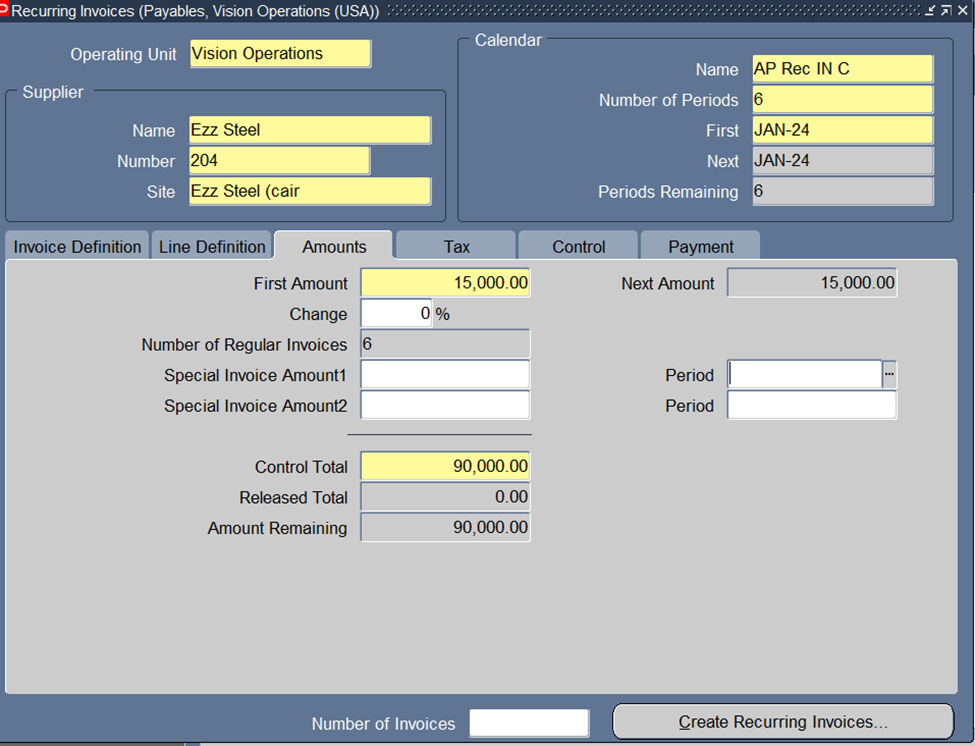 Recurring Invoices (Payables, Vision Operations (USA))
Operating Unit Vision Operations
Supplier
Name Ezz Steel
Number 204
Site Ezz Steel (cair
Calendar
Name AP Rec IN C
Number of Periods 6
First JAN-24
Next JAN-24
Periods Remaining 6
Invoice Definition Line Definition Amounts Tax Control Payment
First Amount 15,000.00 Next Amount 15,000.00
Change 0 %
Number of Regular Invoices 6
Special Invoice Amount1 Period ...
Special Invoice Amount2 Period
Control Total 90,000.00
Released Total 0.00
Amount Remaining 90,000.00
Number of Invoices Create Recurring Invoices...